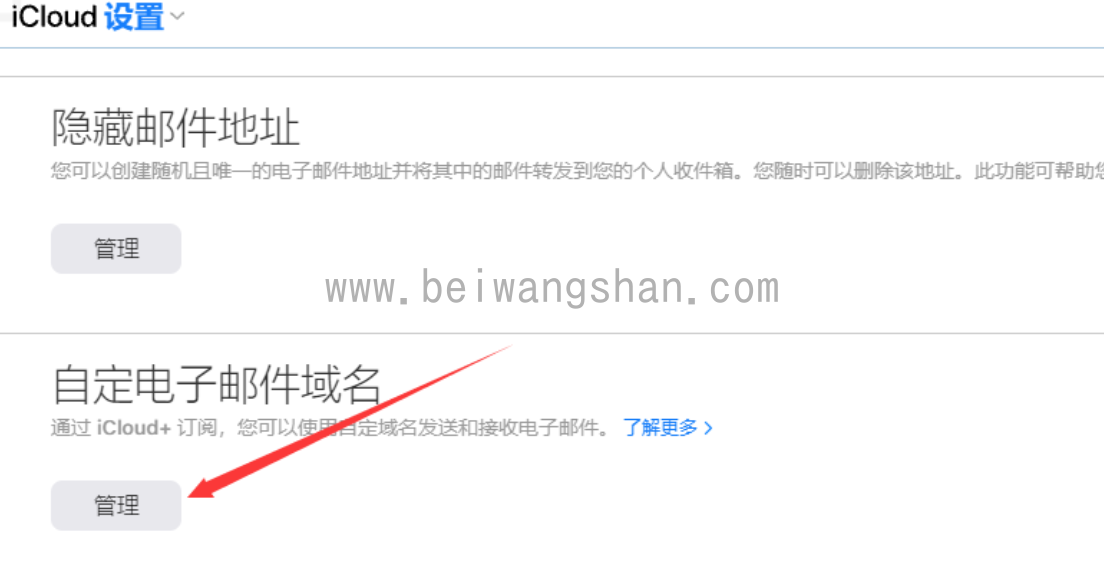 iCloud 设置
隐藏邮件地址
您可以创建随机且唯一的电子邮件地址并将其中的邮件转发到您的个人收件箱。您随时可以删除该地址。此功能可帮助您
管理
www.beiwangshan.com
自定电子邮件域名
通过 iCloud+ 订阅，您可以使用自定域名发送和接收电子邮件。 了解更多 >
管理